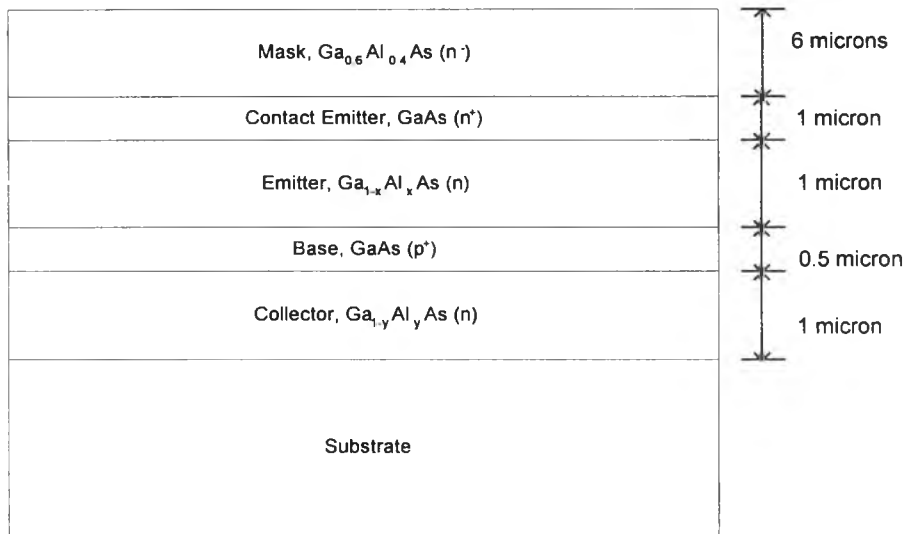 Mask, Ga0.6Al0.4As (n-)
6 microns
Contact Emitter, GaAs (n+)
1 micron
Emitter, Ga1-xAlxAs (n)
1 micron
Base, GaAs (p+)
0.5 micron
Collector, Ga1-yAlyAs (n)
1 micron
Substrate